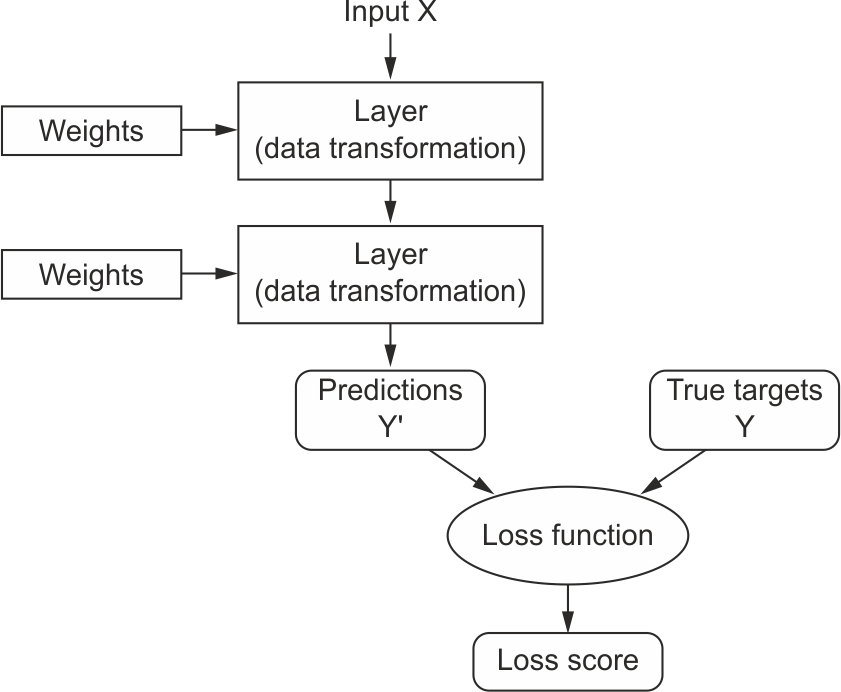 Input X
Weights
Layer
(data transformation)
Weights
Layer
(data transformation)
Predictions
Y'
True targets
Y
Loss function
Loss score